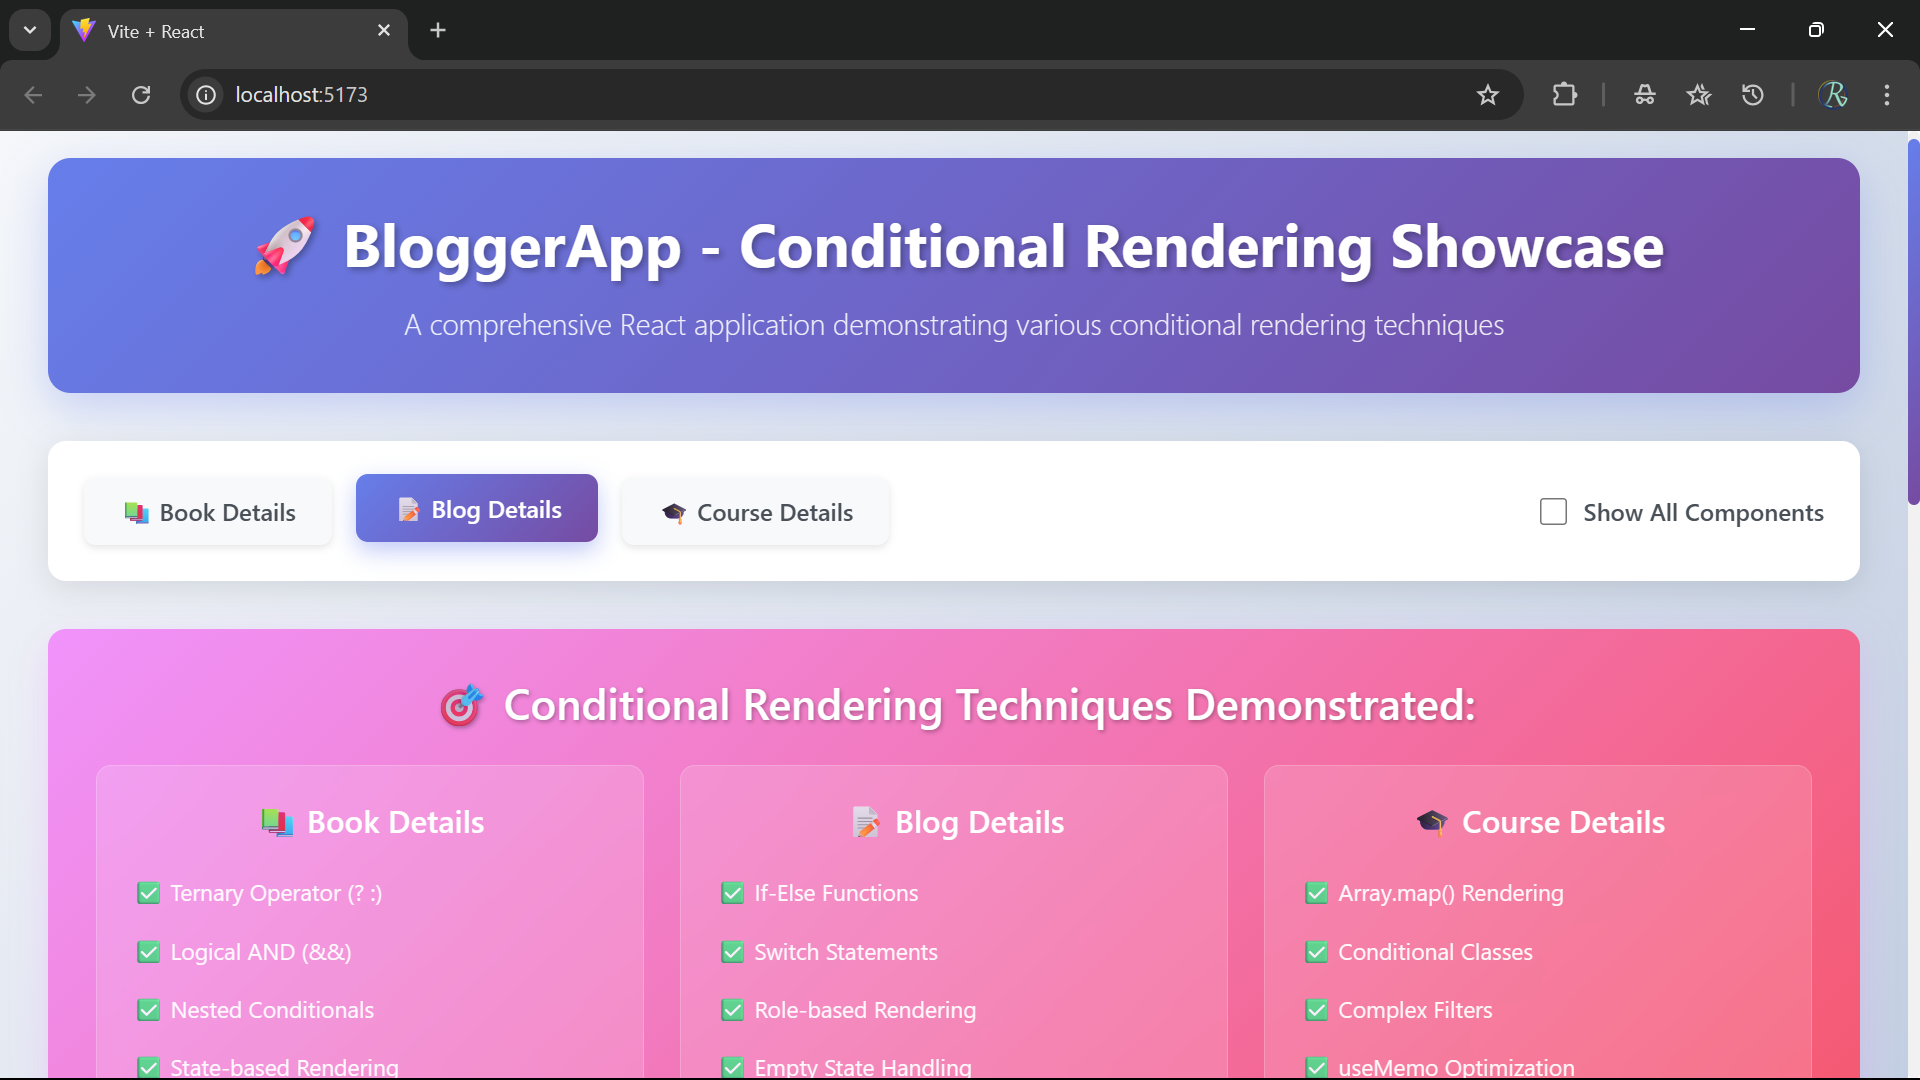 Vite + React
localhost:5173
🚀 BloggerApp - Conditional Rendering Showcase
A comprehensive React application demonstrating various conditional rendering techniques
📚 Book Details
📝 Blog Details
🎓 Course Details
Show All Components
🎯 Conditional Rendering Techniques Demonstrated:
📚 Book Details
✅ Ternary Operator (? :)
✅ Logical AND (&&)
✅ Nested Conditionals
✅ State-based Rendering
📝 Blog Details
✅ If-Else Functions
✅ Switch Statements
✅ Role-based Rendering
✅ Empty State Handling
🎓 Course Details
✅ Array.map() Rendering
✅ Conditional Classes
✅ Complex Filters
✅ useMemo Optimization